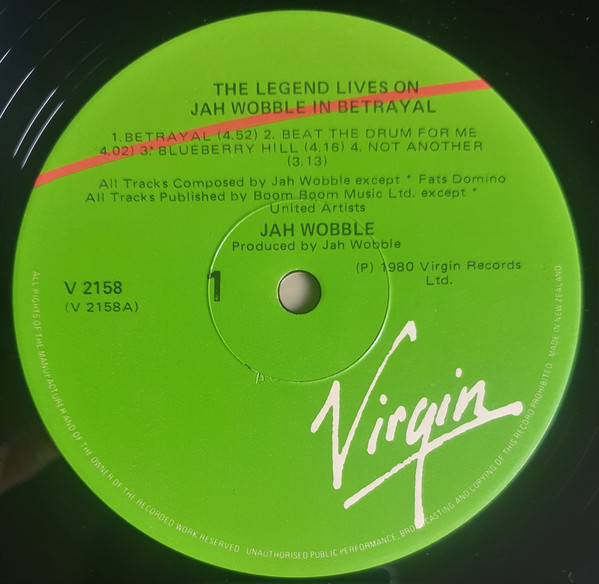 THE LEGEND LIVES ON
JAH WOBBLE IN BETRAYAL
1. BETRAYAL (4.52) 2. BEAT THE DRUM FOR ME
4.02) 3.* BLUEBERRY HILL (4.16) 4. NOT ANOTHER
(3.13)
All Tracks Composed by Jah Wobble except * Fats Domino
All Tracks Published by Boom Boom Music Ltd. except *
United Artists
JAH WOBBLE
Produced by Jah Wobble
(P) 1980 Virgin Records
Ltd.
V 2158
(V 2158A)
1
Virgin
ALL RIGHTS OF THE MANUFACTURER AND OF THE OWNER OF THE RECORDED WORK RESERVED. UNAUTHORISED PUBLIC PERFORMANCE, BROADCASTING AND COPYING OF THIS RECORD PROHIBITED. MADE IN NEW ZEALAND